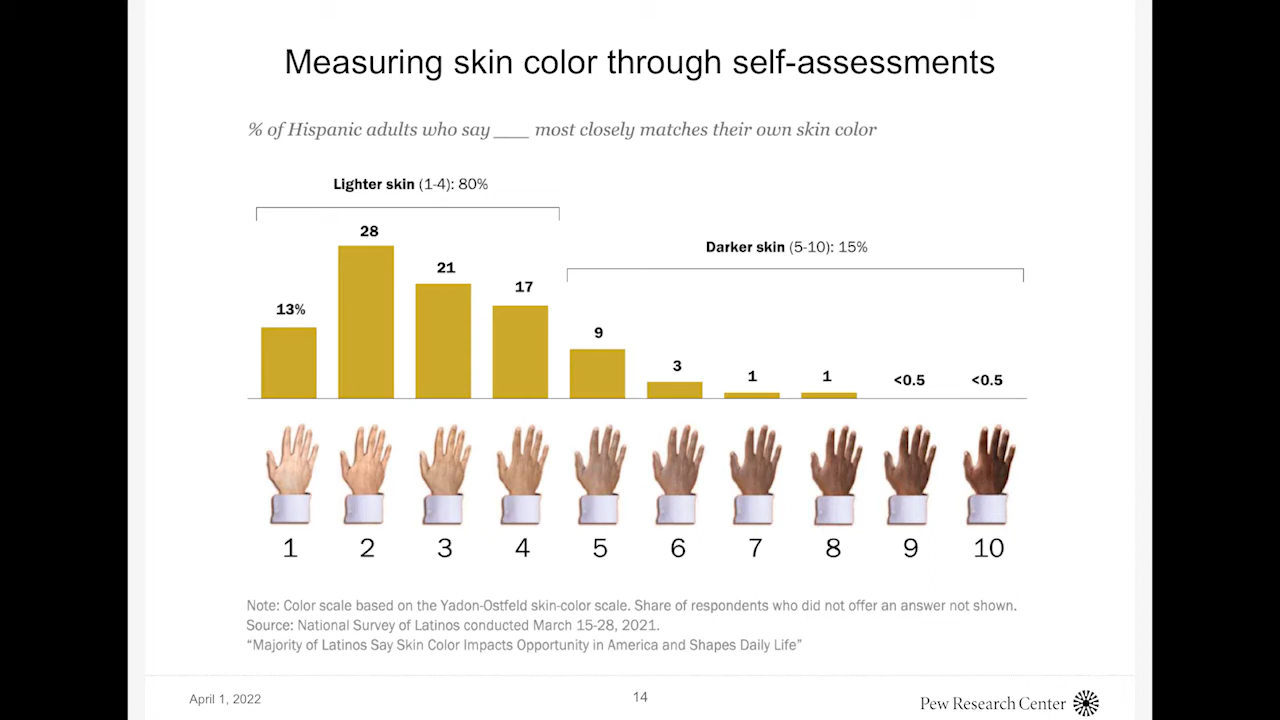 Measuring skin color through self-assessments
% of Hispanic adults who say ___ most closely matches their own skin color
Lighter skin (1-4): 80%
Darker skin (5-10): 15%
13%
28
21
17
9
3
1
1
<0.5
<0.5
1
2
3
4
5
6
7
8
9
10
Note: Color scale based on the Yadon-Ostfeld skin-color scale. Share of respondents who did not offer an answer not shown.
Source: National Survey of Latinos conducted March 15-28, 2021.
“Majority of Latinos Say Skin Color Impacts Opportunity in America and Shapes Daily Life”
April 1, 2022
14
Pew Research Center